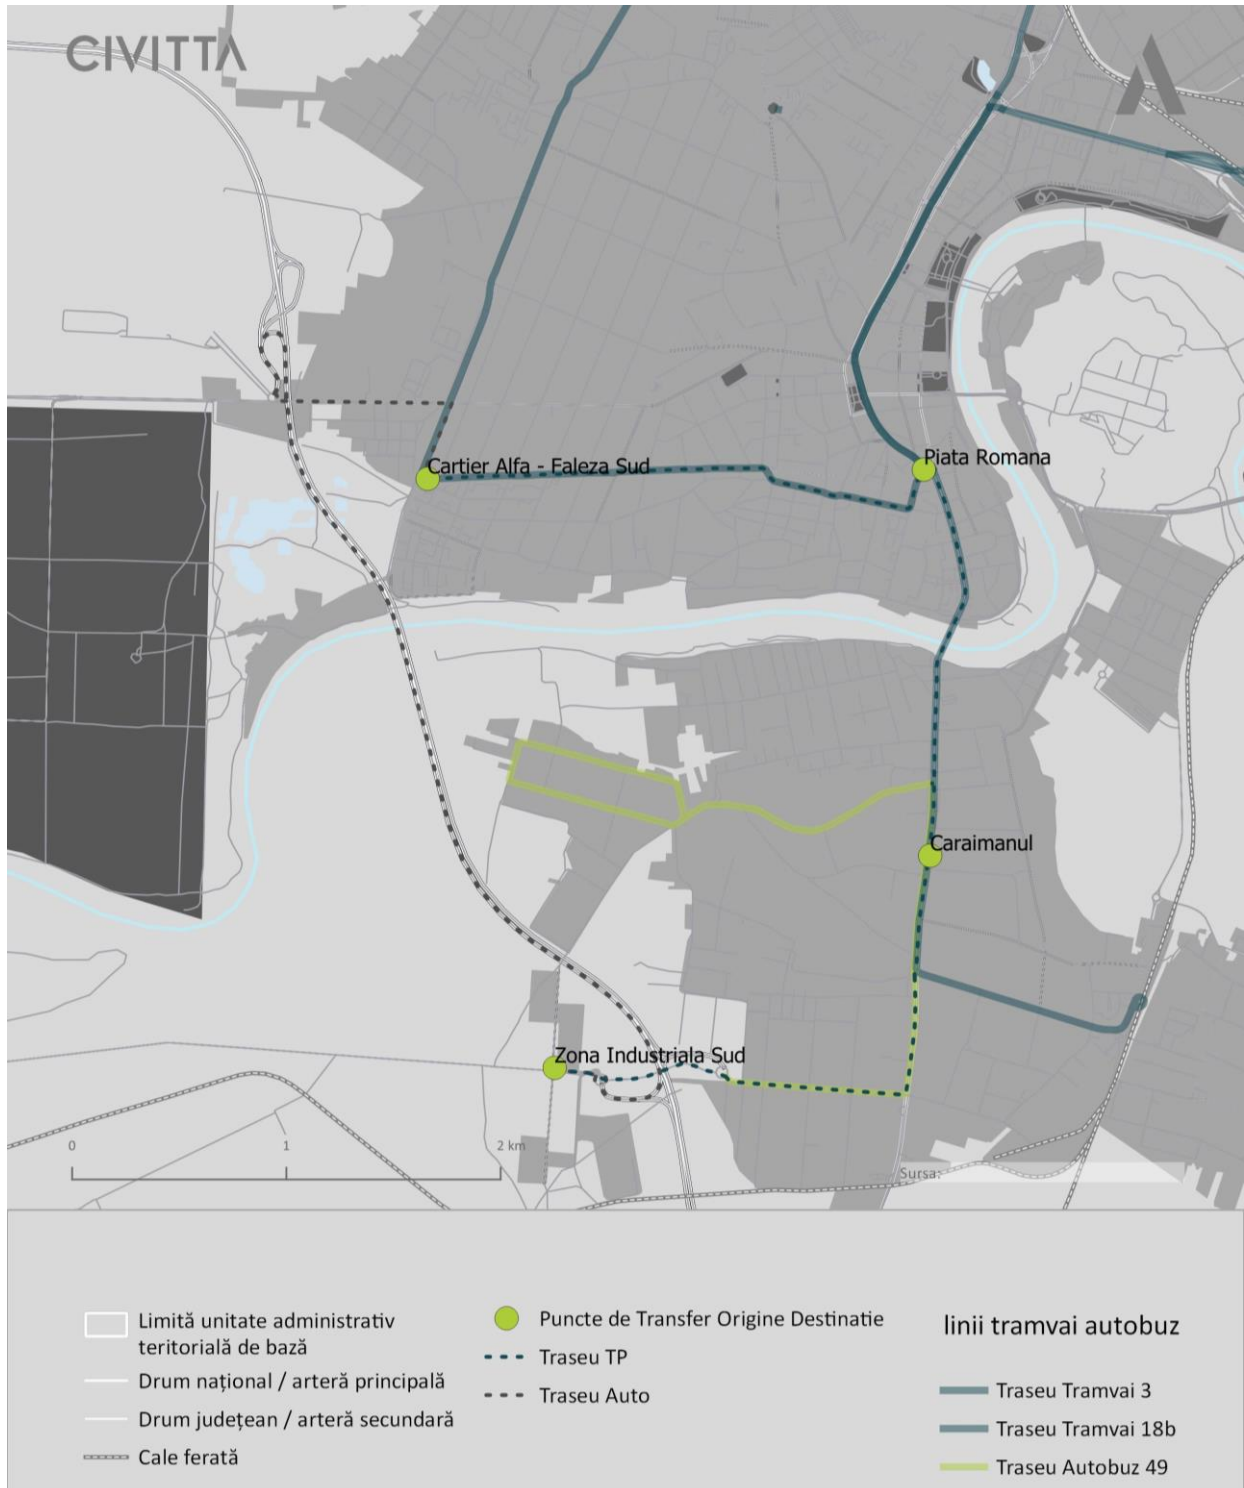 CIVITTA
Piata Romana
Cartier Alfa - Faleza Sud
Caraimanul
Zona Industriala Sud
0 1 2 km
Sursa:
Limită unitate administrativ
teritorială de bază
Drum național / arteră principală
Drum județean / arteră secundară
Cale ferată
Puncte de Transfer Origine Destinatie
Traseu TP
Traseu Auto
linii tramvai autobuz
Traseu Tramvai 3
Traseu Tramvai 18b
Traseu Autobuz 49